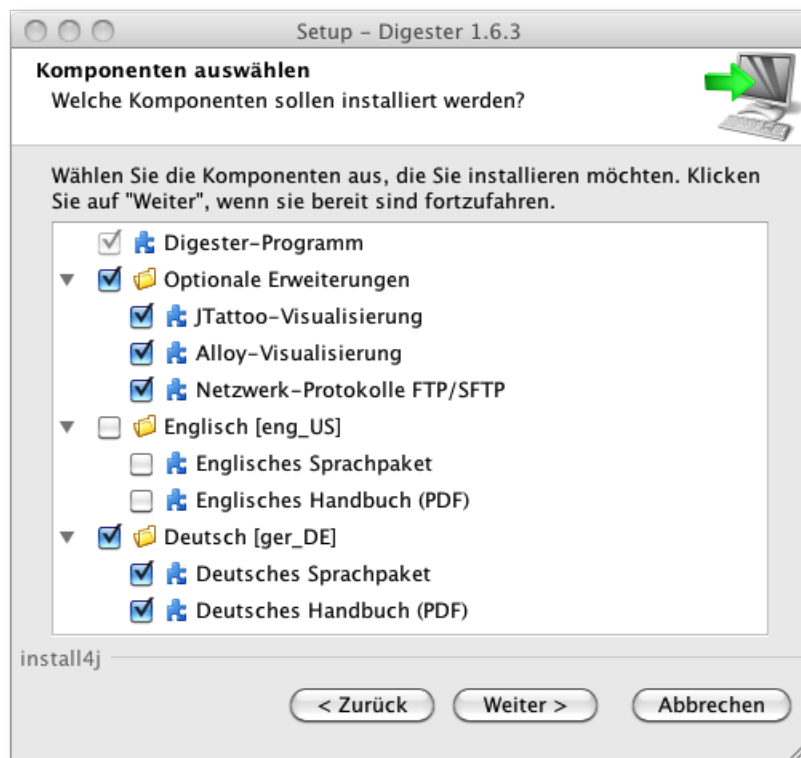 Setup – Digester 1.6.3
Komponenten auswählen
Welche Komponenten sollen installiert werden?
Wählen Sie die Komponenten aus, die Sie installieren möchten. Klicken
Sie auf "Weiter", wenn sie bereit sind fortzufahren.
Digester-Programm
Optionale Erweiterungen
JTattoo-Visualisierung
Alloy-Visualisierung
Netzwerk-Protokolle FTP/SFTP
Englisch [eng_US]
Englisches Sprachpaket
Englisches Handbuch (PDF)
Deutsch [ger_DE]
Deutsches Sprachpaket
Deutsches Handbuch (PDF)
install4j
< Zurück Weiter > Abbrechen